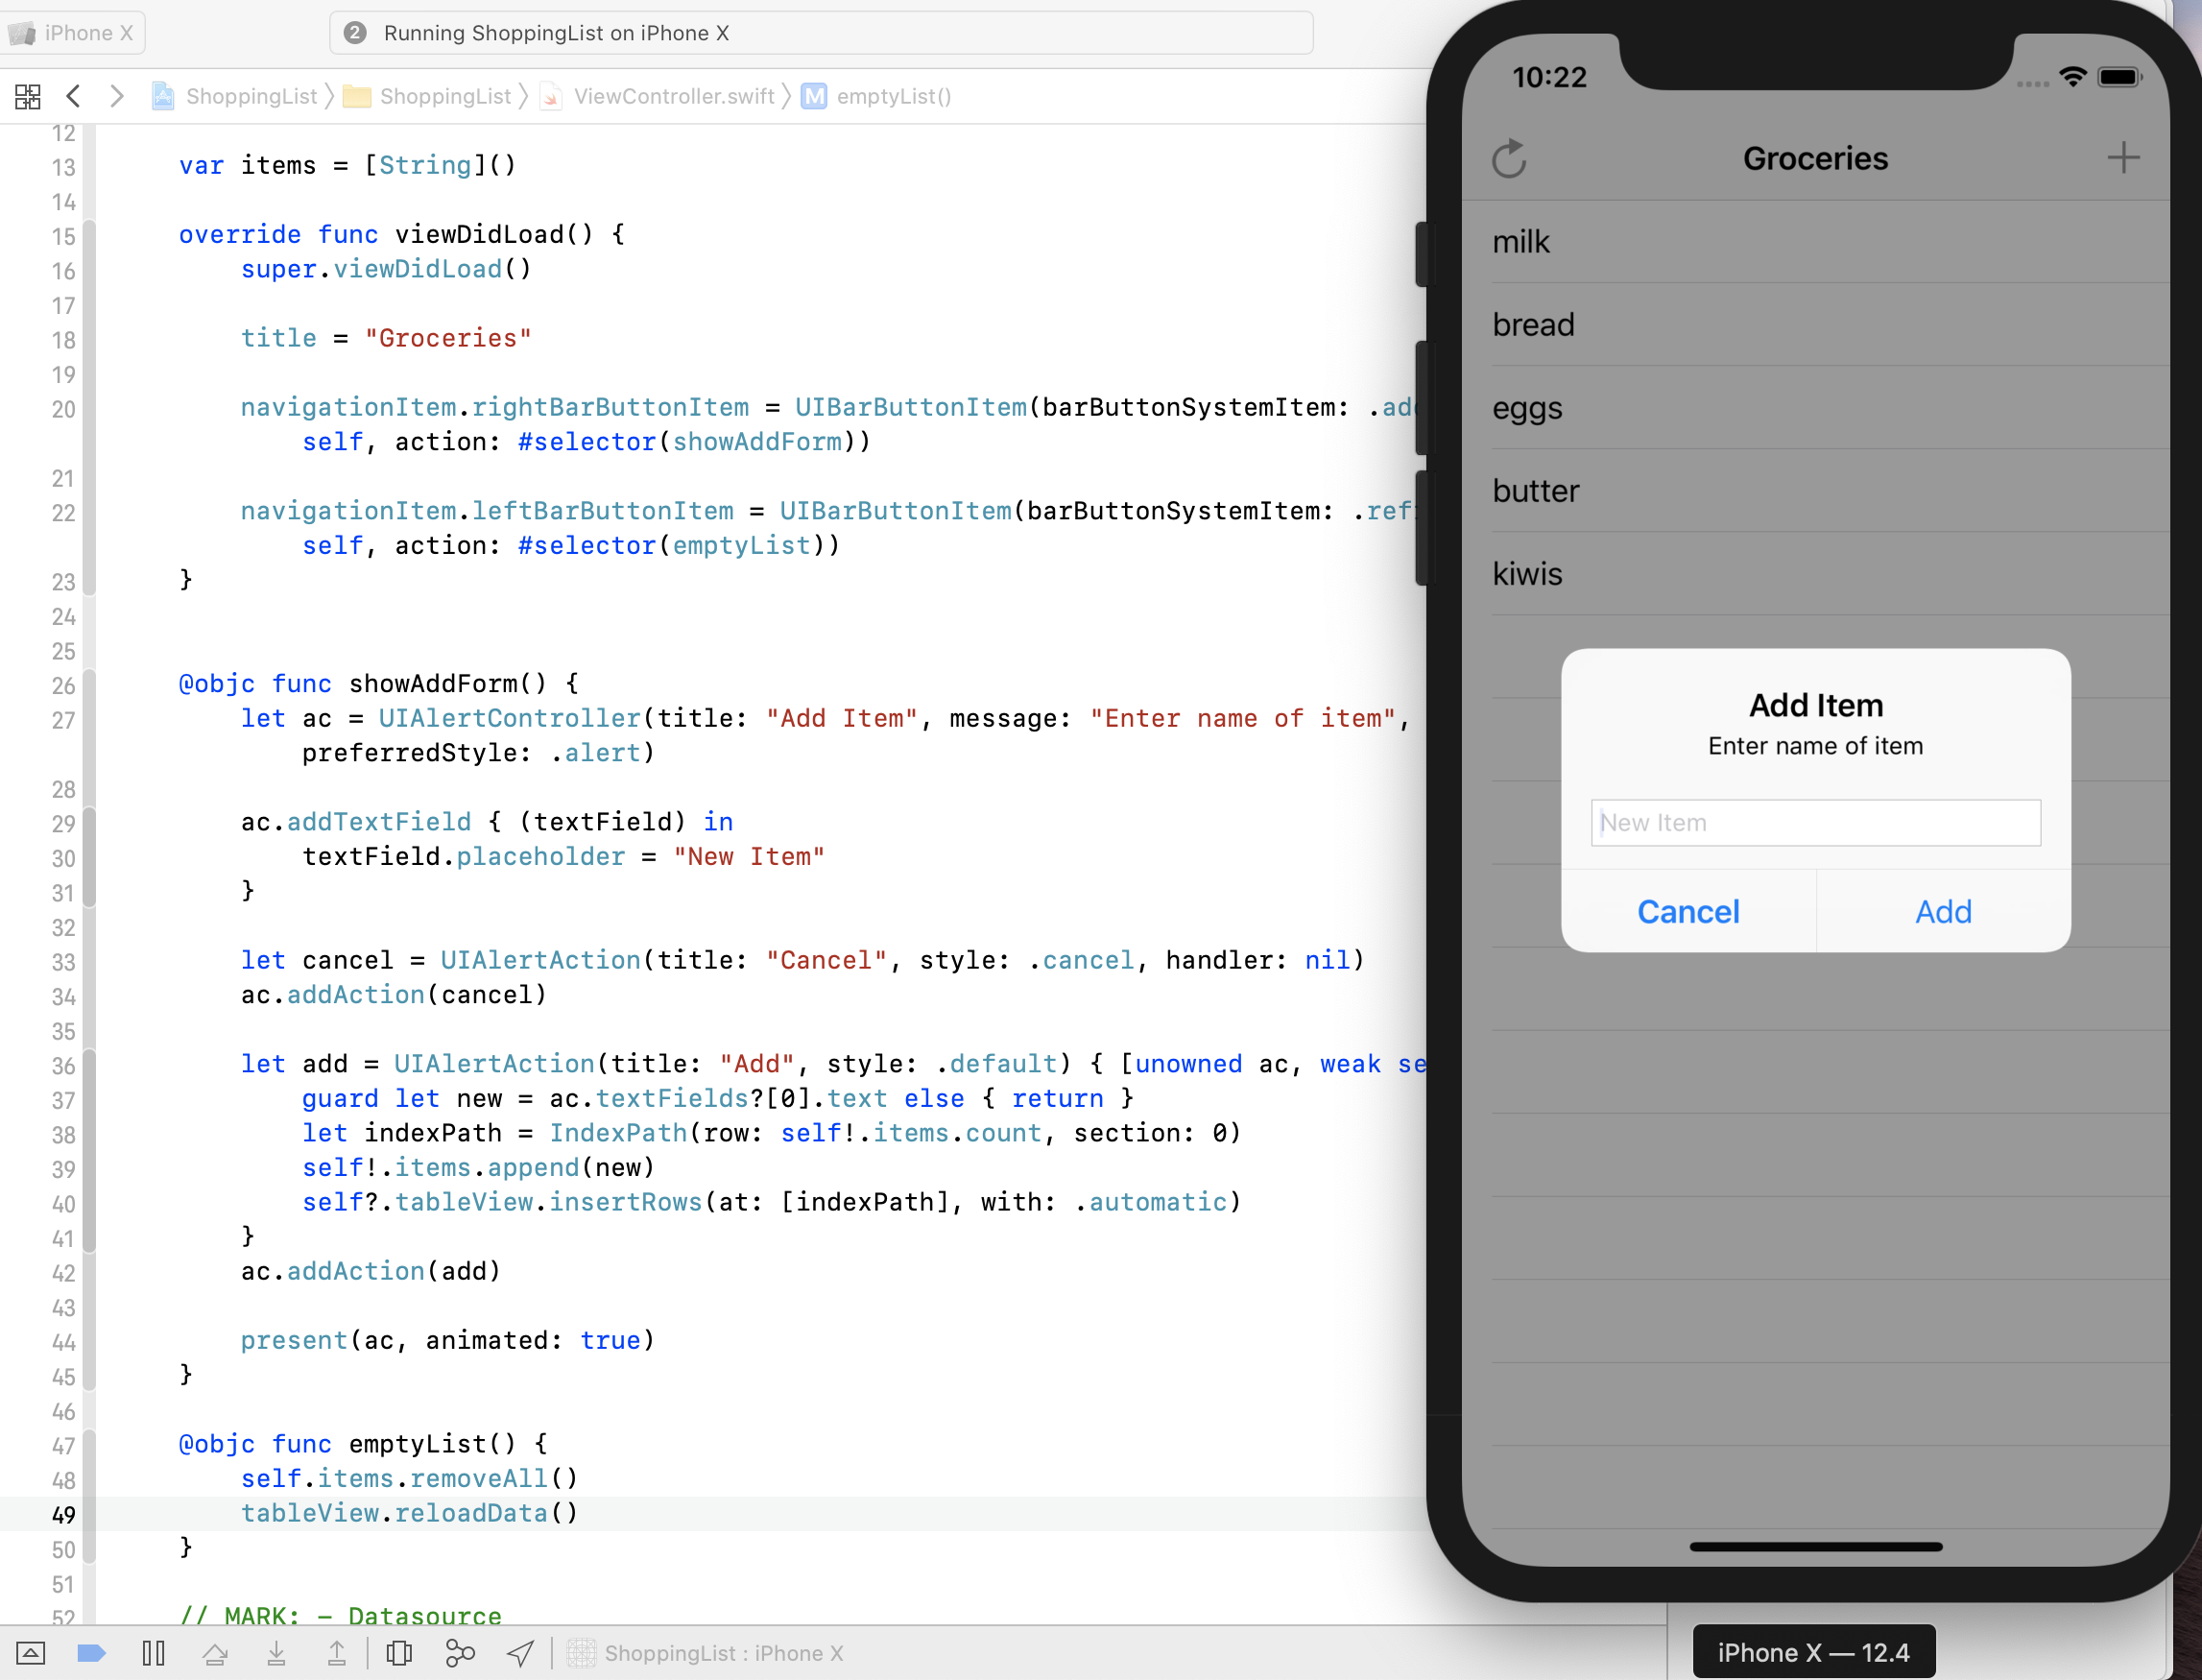 iPhone X
2 Running ShoppingList on iPhone X
ShoppingList ShoppingList ViewController.swift M emptyList()
12
13 var items = [String]()
14
15 override func viewDidLoad() {
16 super.viewDidLoad()
17
18 title = "Groceries"
19
20 navigationItem.rightBarButtonItem = UIBarButtonItem(barButtonSystemItem: .add
self, action: #selector(showAddForm))
21
22 navigationItem.leftBarButtonItem = UIBarButtonItem(barButtonSystemItem: .ref
self, action: #selector(emptyList))
23 }
24
25
26 @objc func showAddForm() {
27 let ac = UIAlertController(title: "Add Item", message: "Enter name of item",
preferredStyle: .alert)
28
29 ac.addTextField { (textField) in
30 textField.placeholder = "New Item"
31 }
32
33 let cancel = UIAlertAction(title: "Cancel", style: .cancel, handler: nil)
34 ac.addAction(cancel)
35
36 let add = UIAlertAction(title: "Add", style: .default) { [unowned ac, weak se
37 guard let new = ac.textFields?[0].text else { return }
38 let indexPath = IndexPath(row: self!.items.count, section: 0)
39 self!.items.append(new)
40 self?.tableView.insertRows(at: [indexPath], with: .automatic)
41 }
42 ac.addAction(add)
43
44 present(ac, animated: true)
45 }
46
47 @objc func emptyList() {
48 self.items.removeAll()
49 tableView.reloadData()
50 }
51
52 // MARK: - Datasource
ShoppingList : iPhone X
10:22
Groceries
milk
bread
eggs
butter
kiwis
Add Item
Enter name of item
New Item
Cancel Add
iPhone X — 12.4